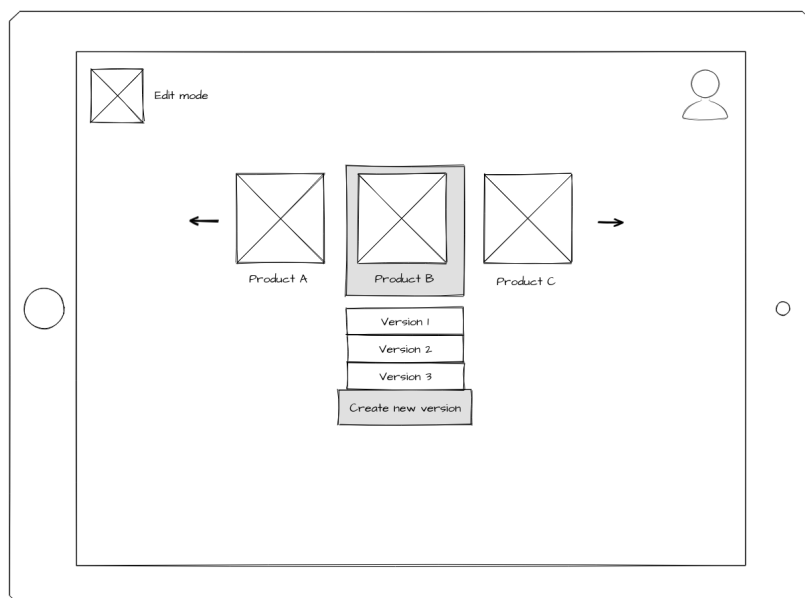 Edit mode
Product A
Product B
Product C
Version 1
Version 2
Version 3
Create new version